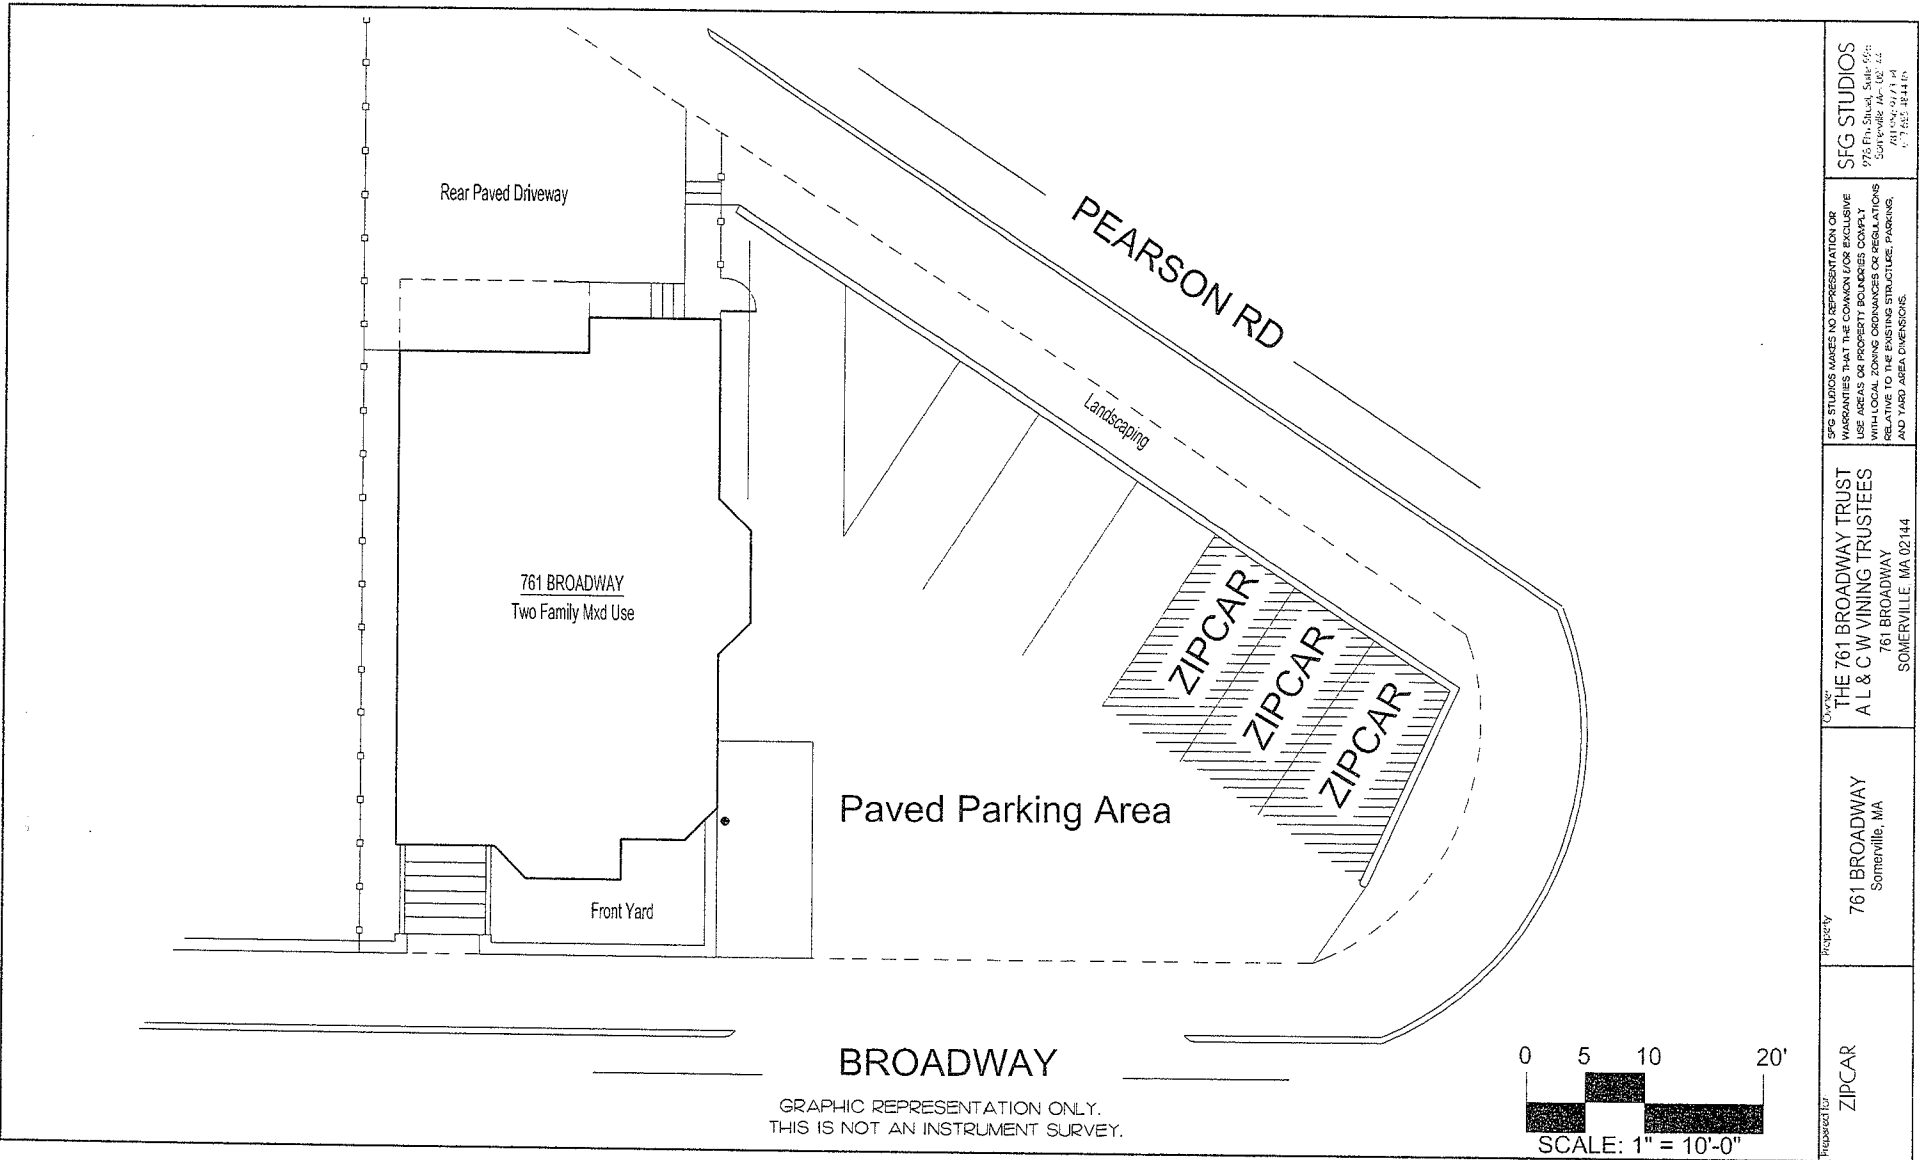 Rear Paved Driveway
PEARSON RD
Landscaping
761 BROADWAY
Two Family Mxd Use
ZIPCAR
ZIPCAR
ZIPCAR
Paved Parking Area
Front Yard
BROADWAY
GRAPHIC REPRESENTATION ONLY.
THIS IS NOT AN INSTRUMENT SURVEY.
0 5 10 20'
SCALE: 1" = 10'-0"
SFG STUDIOS
SFG STUDIOS MAKES NO REPRESENTATION OR
WARRANTIES THAT THE COMMON &/OR EXCLUSIVE
USE AREAS OR PROPERTY BOUNDRIES COMPLY
WITH LOCAL ZONING ORDINANCES OR REGULATIONS
RELATIVE TO THE EXISTING STRUCTURE, PARKING,
AND YARD AREA DIMENSIONS.
Owner
THE 761 BROADWAY TRUST
A L & C W VINING TRUSTEES
761 BROADWAY
SOMERVILLE, MA 02144
Property
761 BROADWAY
Somerville, MA
Prepared for
ZIPCAR